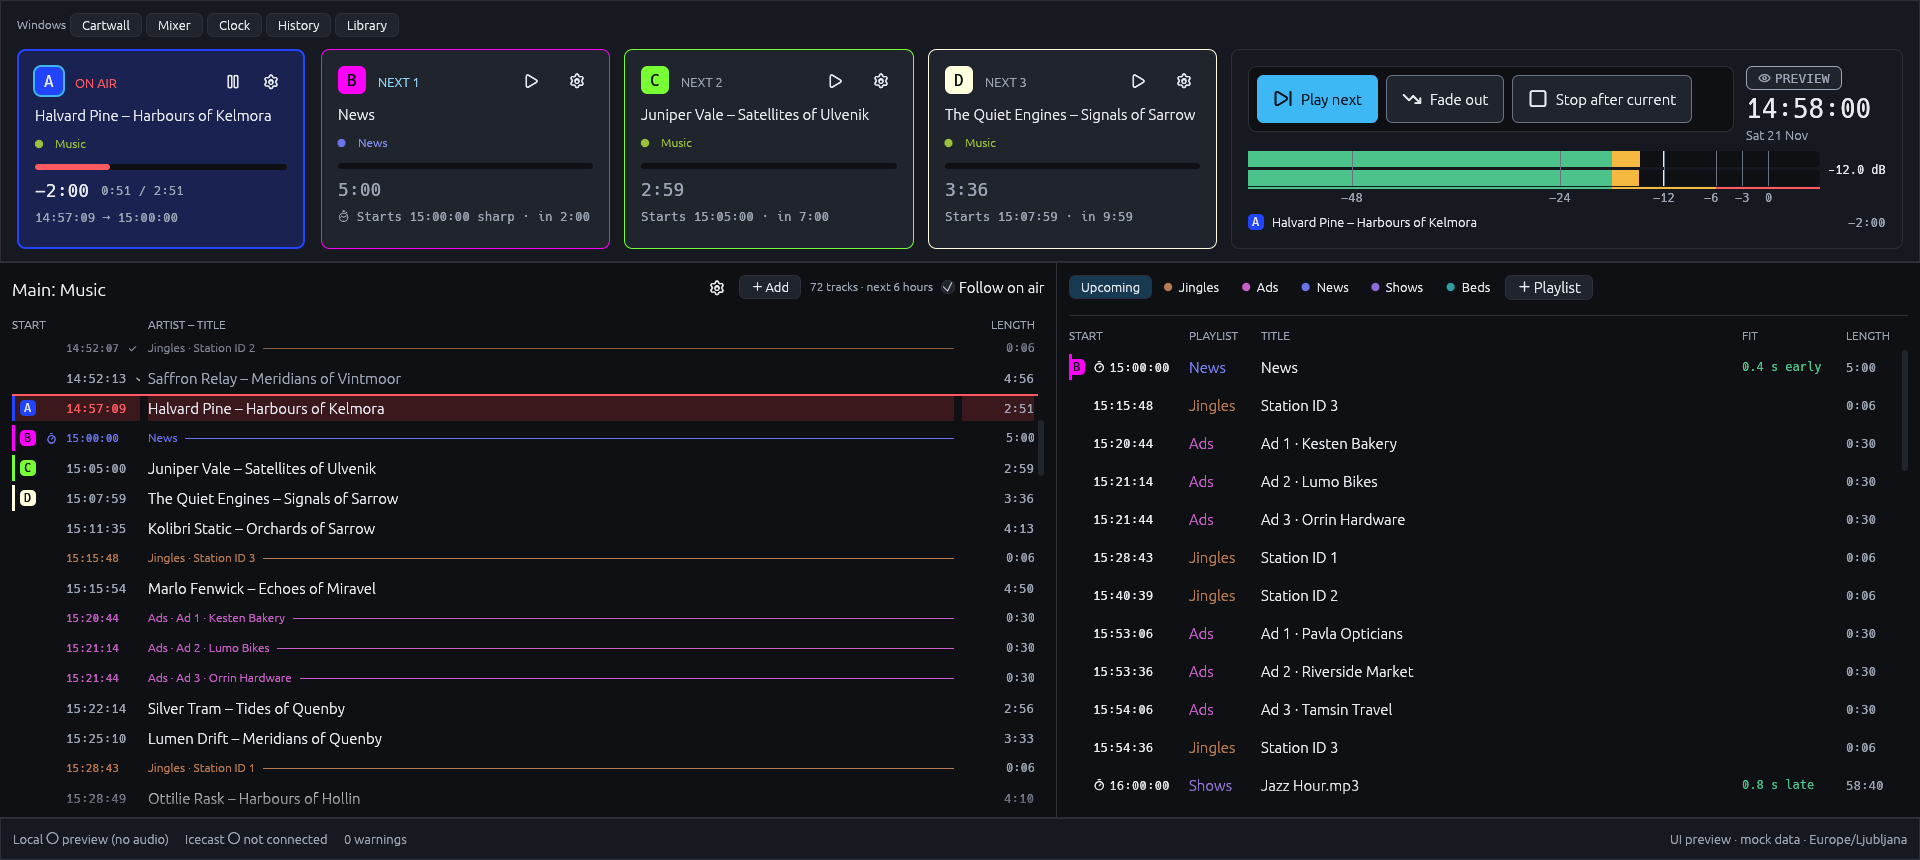 Windows Cartwall Mixer Clock History Library
A ON AIR
Halvard Pine – Harbours of Kelmora
Music
−2:00 0:51 / 2:51
14:57:09 → 15:00:00
B NEXT 1
News
News
5:00
Starts 15:00:00 sharp · in 2:00
C NEXT 2
Juniper Vale – Satellites of Ulvenik
Music
2:59
Starts 15:05:00 · in 7:00
D NEXT 3
The Quiet Engines – Signals of Sarrow
Music
3:36
Starts 15:07:59 · in 9:59
Play next Fade out Stop after current
PREVIEW
14:58:00
Sat 21 Nov
-12.0 dB
−48 −24 −12 −6 −3 0
A Halvard Pine – Harbours of Kelmora −2:00
Main: Music + Add 72 tracks · next 6 hours Follow on air
START ARTIST – TITLE LENGTH
14:52:07 Jingles · Station ID 2 0:06
14:52:13 Saffron Relay – Meridians of Vintmoor 4:56
A 14:57:09 Halvard Pine – Harbours of Kelmora 2:51
B 15:00:00 News 5:00
C 15:05:00 Juniper Vale – Satellites of Ulvenik 2:59
D 15:07:59 The Quiet Engines – Signals of Sarrow 3:36
15:11:35 Kolibri Static – Orchards of Sarrow 4:13
15:15:48 Jingles · Station ID 3 0:06
15:15:54 Marlo Fenwick – Echoes of Miravel 4:50
15:20:44 Ads · Ad 1 · Kesten Bakery 0:30
15:21:14 Ads · Ad 2 · Lumo Bikes 0:30
15:21:44 Ads · Ad 3 · Orrin Hardware 0:30
15:22:14 Silver Tram – Tides of Quenby 2:56
15:25:10 Lumen Drift – Meridians of Quenby 3:33
15:28:43 Jingles · Station ID 1 0:06
15:28:49 Ottilie Rask – Harbours of Hollin 4:10
Upcoming Jingles Ads News Shows Beds + Playlist
START PLAYLIST TITLE FIT LENGTH
B 15:00:00 News News 0.4 s early 5:00
15:15:48 Jingles Station ID 3 0:06
15:20:44 Ads Ad 1 · Kesten Bakery 0:30
15:21:14 Ads Ad 2 · Lumo Bikes 0:30
15:21:44 Ads Ad 3 · Orrin Hardware 0:30
15:28:43 Jingles Station ID 1 0:06
15:40:39 Jingles Station ID 2 0:06
15:53:06 Ads Ad 1 · Pavla Opticians 0:30
15:53:36 Ads Ad 2 · Riverside Market 0:30
15:54:06 Ads Ad 3 · Tamsin Travel 0:30
15:54:36 Jingles Station ID 3 0:06
16:00:00 Shows Jazz Hour.mp3 0.8 s late 58:40
Local preview (no audio) Icecast not connected 0 warnings
UI preview · mock data · Europe/Ljubljana